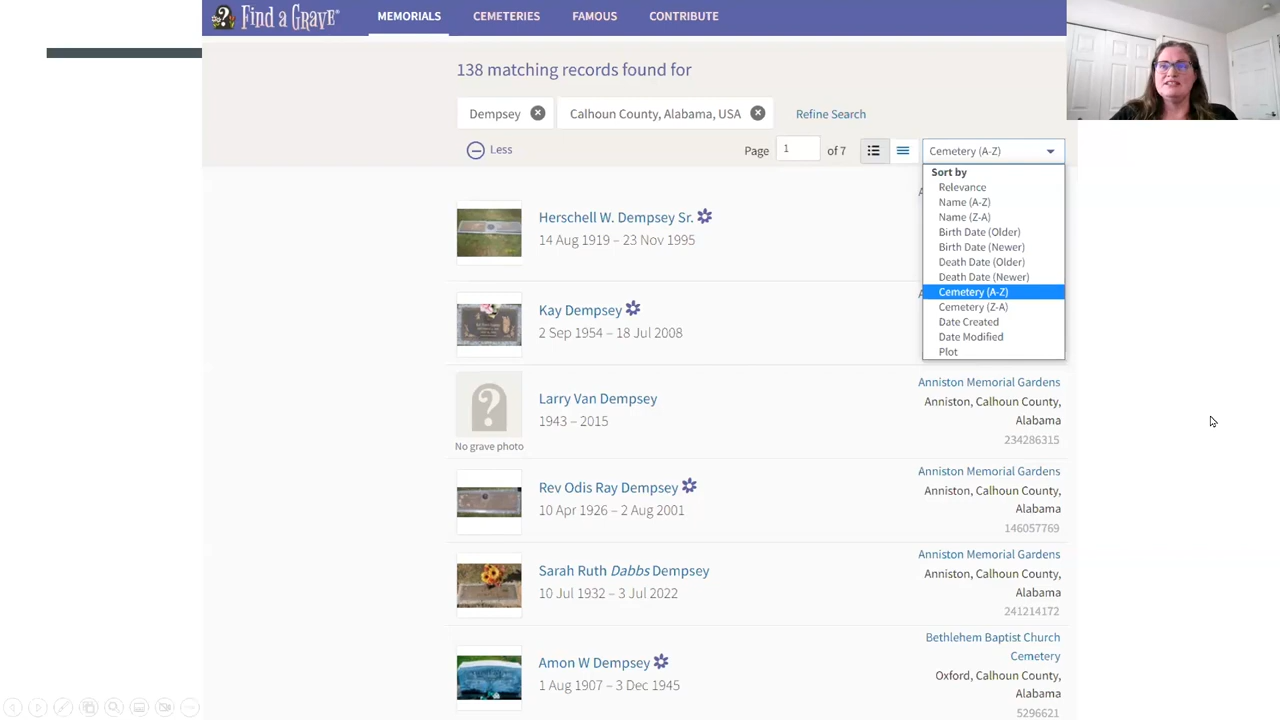 Find a Grave®
MEMORIALS
CEMETERIES
FAMOUS
CONTRIBUTE
138 matching records found for
Dempsey
Calhoun County, Alabama, USA
Refine Search
Less
Page 1 of 7
Cemetery (A-Z)
Sort by
Relevance
Name (A-Z)
Name (Z-A)
Birth Date (Older)
Birth Date (Newer)
Death Date (Older)
Death Date (Newer)
Cemetery (A-Z)
Cemetery (Z-A)
Date Created
Date Modified
Plot
Herschell W. Dempsey Sr.
14 Aug 1919 – 23 Nov 1995
Kay Dempsey
2 Sep 1954 – 18 Jul 2008
No grave photo
Larry Van Dempsey
1943 – 2015
Anniston Memorial Gardens
Anniston, Calhoun County,
Alabama
234286315
Rev Odis Ray Dempsey
10 Apr 1926 – 2 Aug 2001
Anniston Memorial Gardens
Anniston, Calhoun County,
Alabama
146057769
Sarah Ruth Dabbs Dempsey
10 Jul 1932 – 3 Jul 2022
Anniston Memorial Gardens
Anniston, Calhoun County,
Alabama
241214172
Amon W Dempsey
1 Aug 1907 – 3 Dec 1945
Bethlehem Baptist Church
Cemetery
Oxford, Calhoun County,
Alabama
5296621